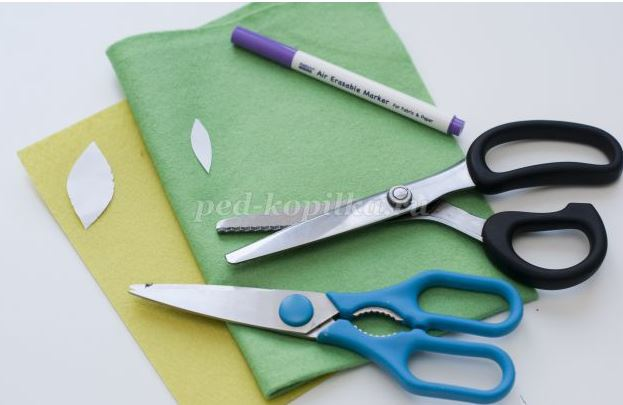 Air Erasable Marker
For Fabric & Paper
ped-kopilka.ru